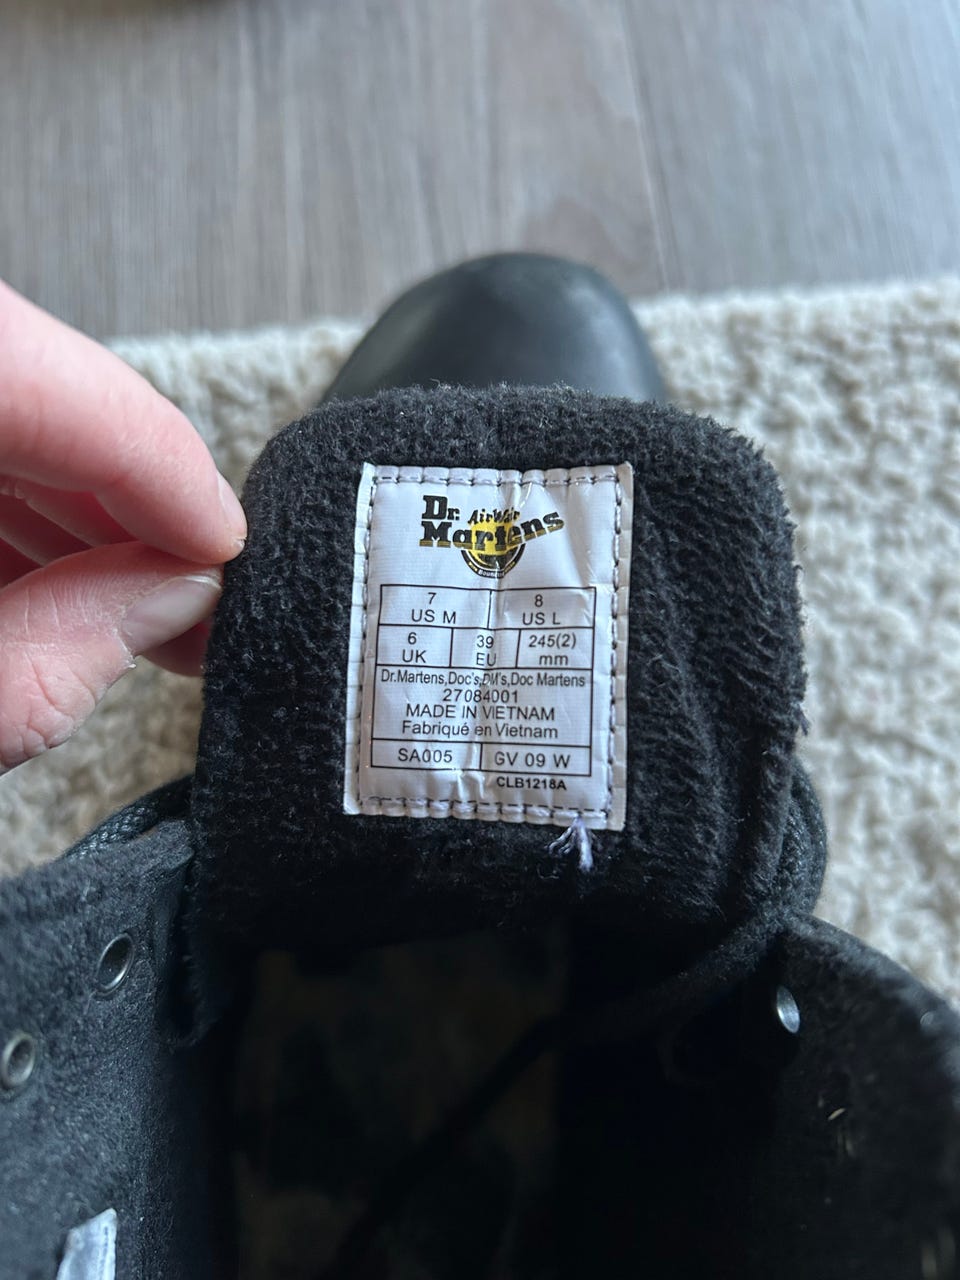 Dr. AirWair
Martens
7 8
US M US L
6 39 245(2)
UK EU mm
Dr.Martens,Doc's,DM's,Doc Martens
27084001
MADE IN VIETNAM
Fabriqué en Vietnam
SA005 GV 09 W
CLB1218A